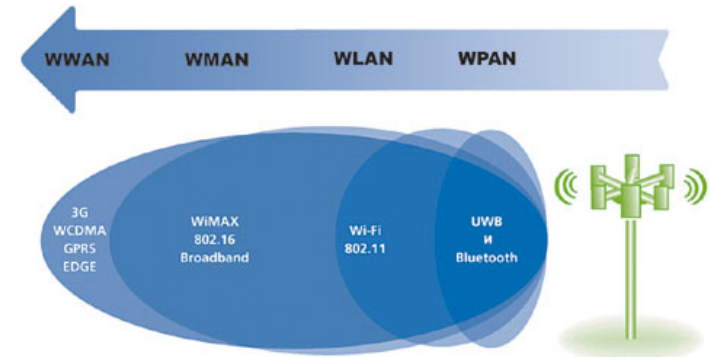 WWAN WMAN WLAN WPAN
3G
WCDMA
GPRS
EDGE
WiMAX
802.16
Broadband
Wi-Fi
802.11
UWB
и
Bluetooth